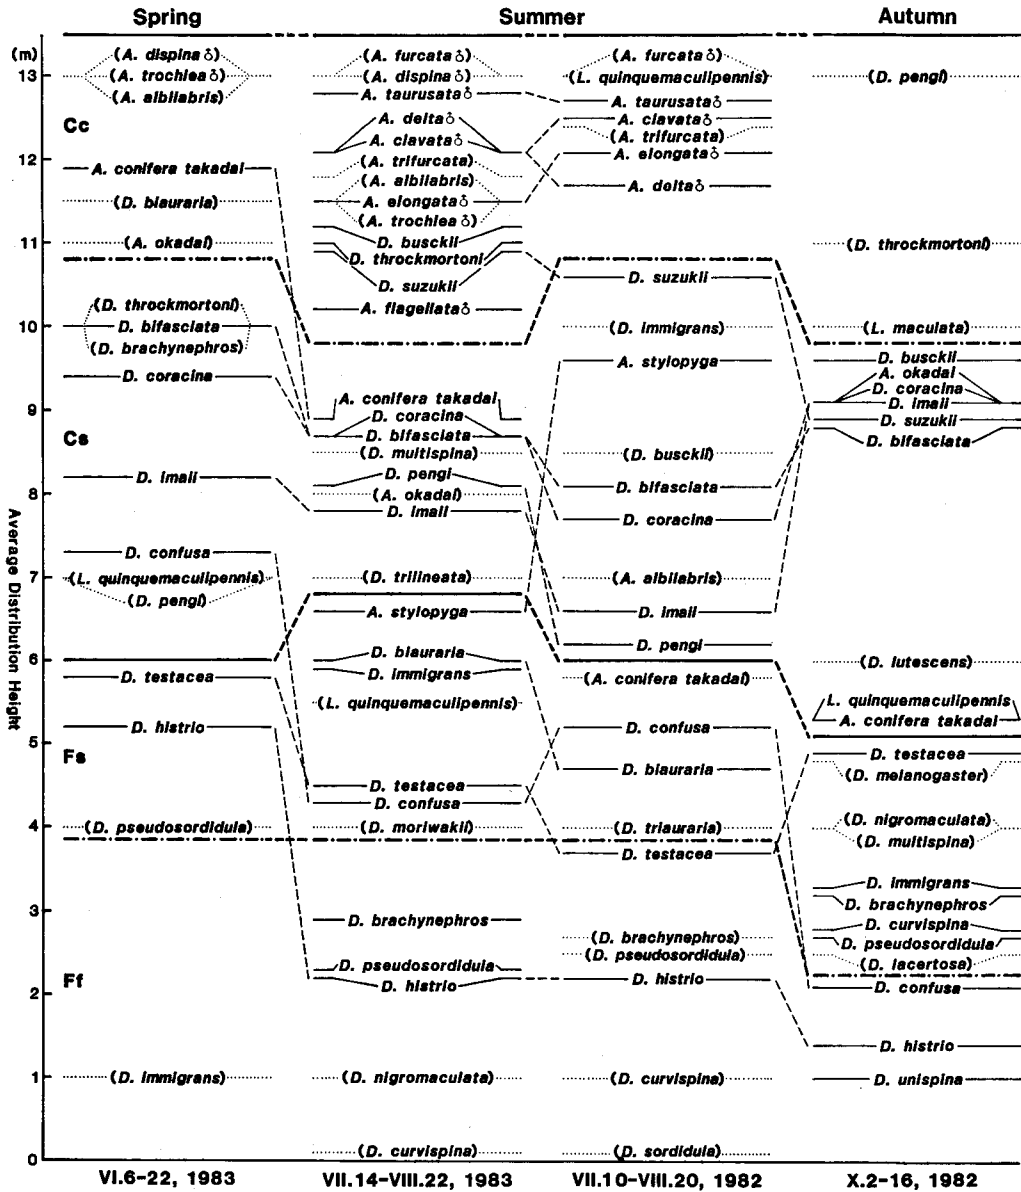 Spring Summer Autumn
(m)
13
12
11
10
9
8
7
6
5
4
3
2
1
0
Average Distribution Height
Cc
Cs
Fs
Ff
(A. dispina♂)
(A. trochlea♂)
(A. albilabris)
A. conifera takadai
(D. biauraria)
(A. okadai)
(D. throckmortoni)
D. bifasciata
(D. brachynephros)
D. coracina
D. imaii
D. confusa
(L. quinquemaculipennis)
(D. pengi)
D. testacea
D. histrio
(D. pseudosordidula)
(D. immigrans)
VI.6-22, 1983
(A. furcata♂)
(A. dispina♂)
A. taurusata♂
A. delta♂
A. clavata♂
(A. trifurcata)
(A. albilabris)
A. elongata♂
(A. trochlea♂)
D. busckii
D. throckmortoni
D. suzukii
A. flagellata♂
A. conifera takadai
D. coracina
D. bifasciata
(D. multispina)
D. pengi
(A. okadai)
D. imaii
(D. trilineata)
A. stylopyga
D. biauraria
D. immigrans
(L. quinquemaculipennis)
D. testacea
D. confusa
(D. moriwakii)
D. brachynephros
D. pseudosordidula
D. histrio
(D. nigromaculata)
(D. curvispina)
VII.14-VIII.22, 1983
(A. furcata♂)
(L. quinquemaculipennis)
A. taurusata♂
A. clavata♂
(A. trifurcata)
A. elongata♂
A. delta♂
D. suzukii
(D. immigrans)
A. stylopyga
(D. busckii)
D. bifasciata
D. coracina
(A. albilabris)
D. imaii
D. pengi
(A. conifera takadai)
D. confusa
D. biauraria
(D. triauraria)
D. testacea
(D. brachynephros)
(D. pseudosordidula)
D. histrio
(D. curvispina)
(D. sordidula)
VII.10-VIII.20, 1982
(D. pengi)
(D. throckmortoni)
(L. maculata)
D. busckii
A. okadai
D. coracina
D. imaii
D. suzukii
D. bifasciata
(D. lutescens)
L. quinquemaculipennis
A. conifera takadai
D. testacea
(D. melanogaster)
(D. nigromaculata)
(D. multispina)
D. immigrans
D. brachynephros
D. curvispina
D. pseudosordidula
(D. lacertosa)
D. confusa
D. histrio
D. unispina
X.2-16, 1982